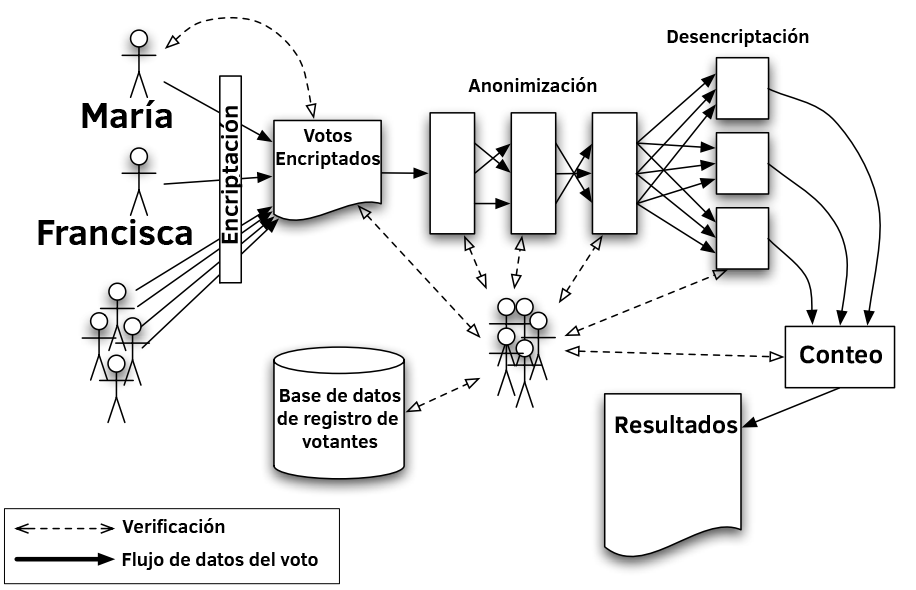 Desencriptación
Anonimización
María
Encriptación
Votos
Encriptados
Francisca
Conteo
Base de datos
de registro de
votantes
Resultados
Verificación
Flujo de datos del voto